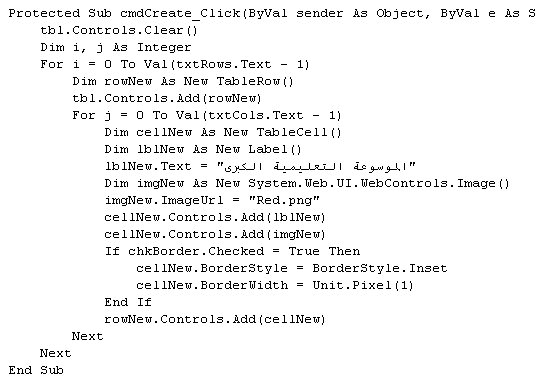 Protected Sub cmdCreate_Click(ByVal sender As Object, ByVal e As S
    tbl.Controls.Clear()
    Dim i, j As Integer
    For i = 0 To Val(txtRows.Text - 1)
        Dim rowNew As New TableRow()
        tbl.Controls.Add(rowNew)
        For j = 0 To Val(txtCols.Text - 1)
            Dim cellNew As New TableCell()
            Dim lblNew As New Label()
            lblNew.Text = "الموسوعة التعليمية الكبرى"
            Dim imgNew As New System.Web.UI.WebControls.Image()
            imgNew.ImageUrl = "Red.png"
            cellNew.Controls.Add(lblNew)
            cellNew.Controls.Add(imgNew)
            If chkBorder.Checked = True Then
                cellNew.BorderStyle = BorderStyle.Inset
                cellNew.BorderWidth = Unit.Pixel(1)
            End If
            rowNew.Controls.Add(cellNew)
        Next
    Next
End Sub